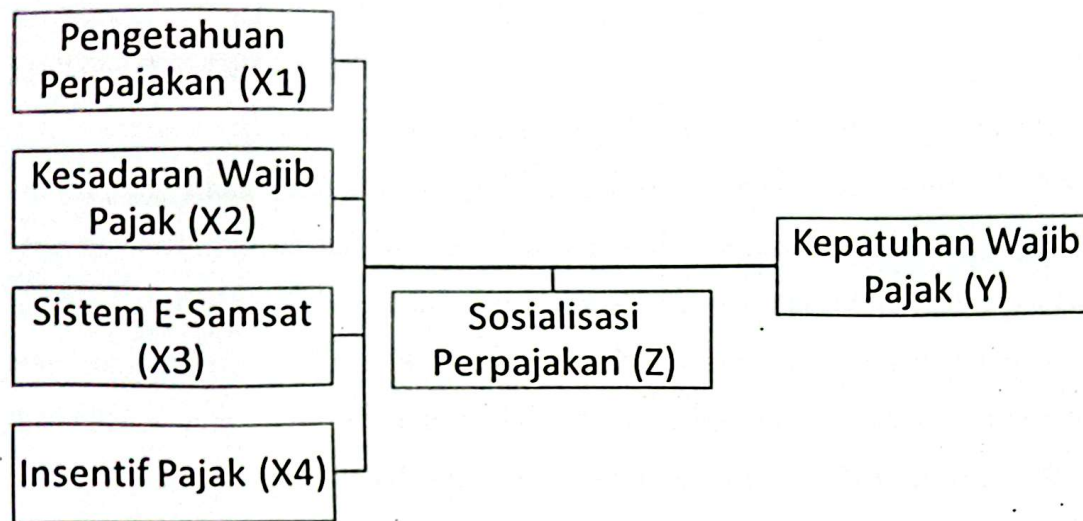 Pengetahuan
Perpajakan (X1)
Kesadaran Wajib
Pajak (X2)
Sistem E-Samsat
(X3)
Insentif Pajak (X4)
Sosialisasi
Perpajakan (Z)
Kepatuhan Wajib
Pajak (Y)